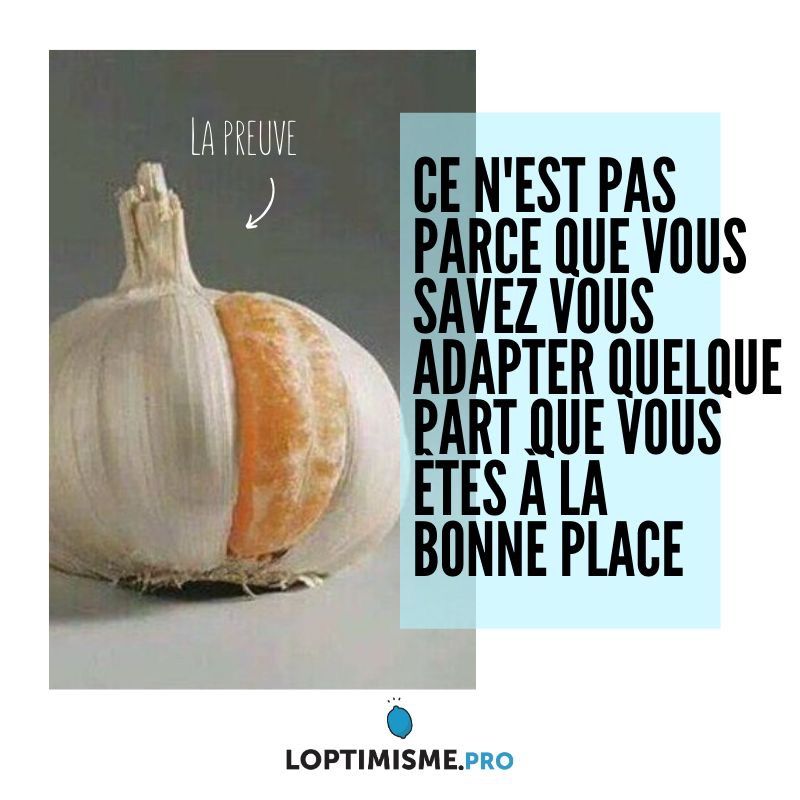 LA PREUVE
CE N'EST PAS
PARCE QUE VOUS
SAVEZ VOUS
ADAPTER QUELQUE
PART QUE VOUS
ÊTES À LA
BONNE PLACE
LOPTIMISME.PRO